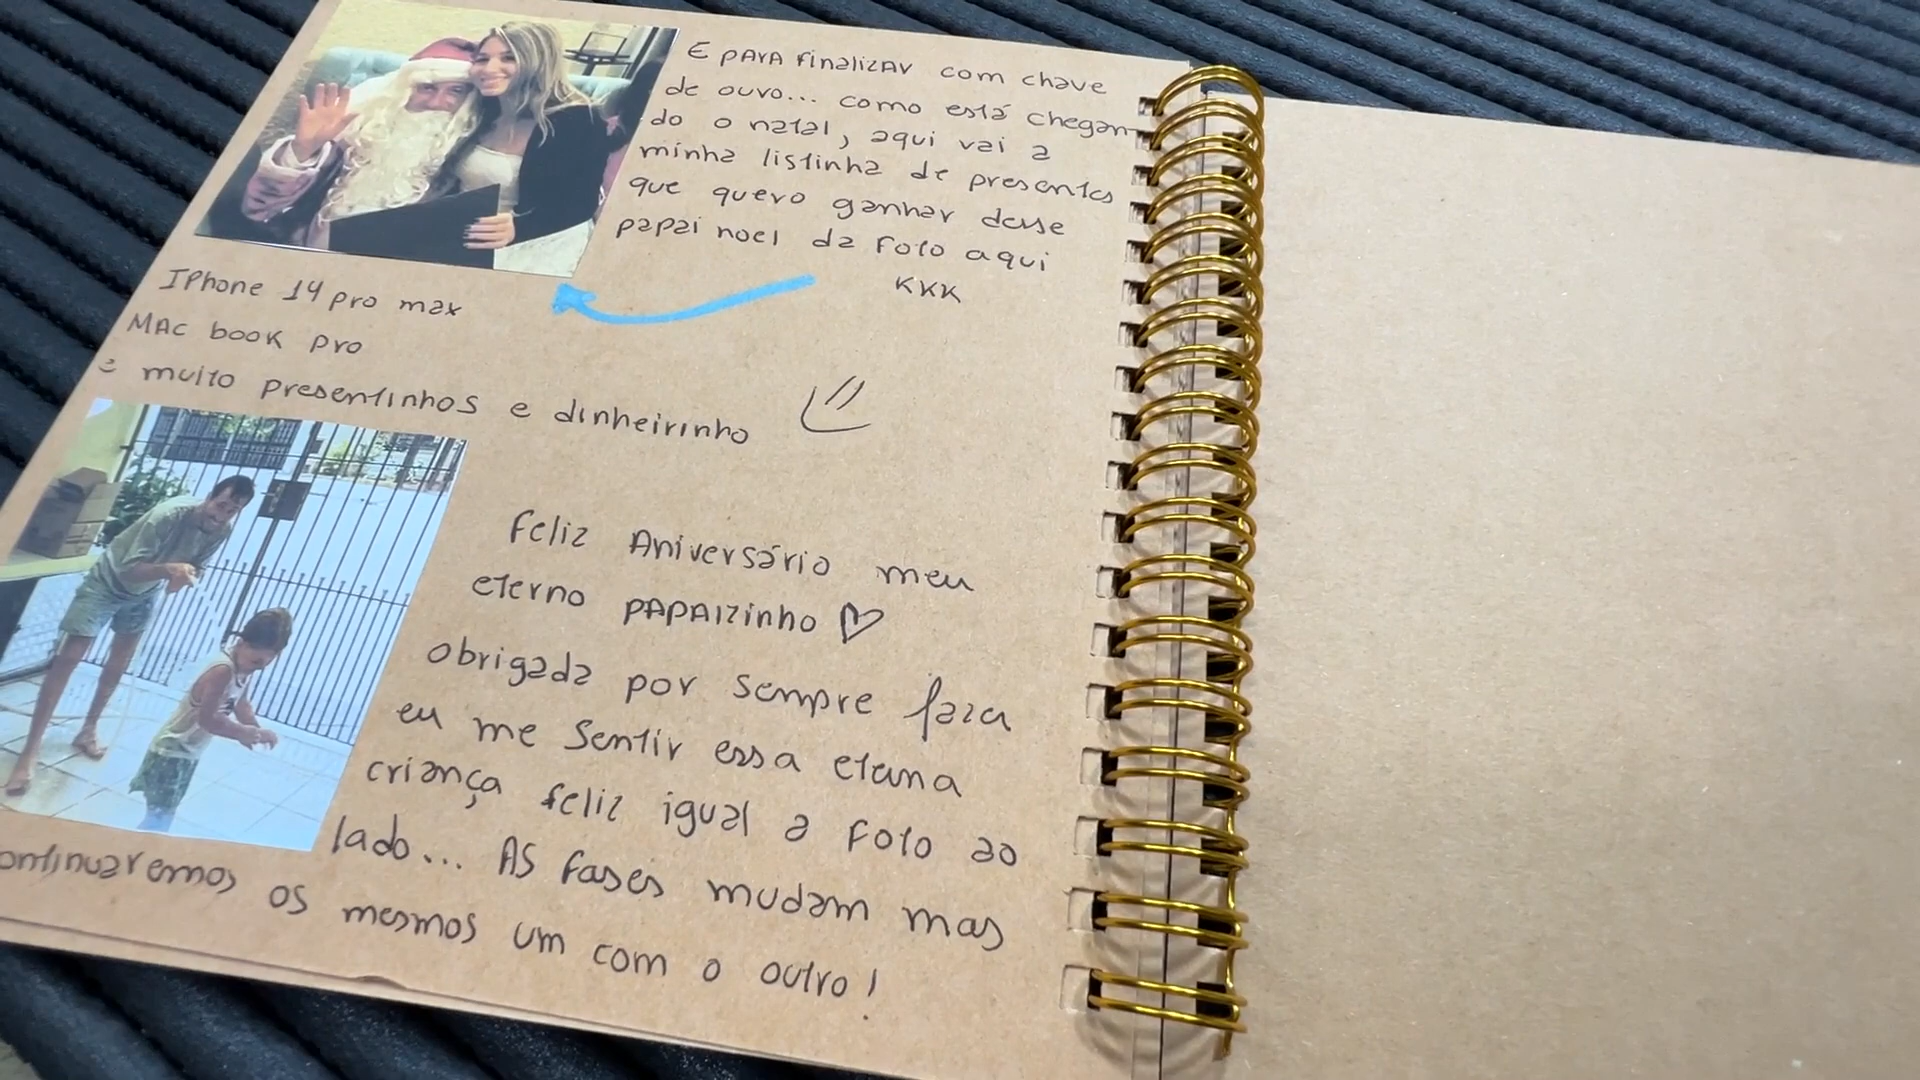 E PARA FINALIZAR com chave
de ouro... como está chegan-
do o natal, aqui vai a
minha listinha de presentes
que quero ganhar desse
papai noel da foto aqui
KKK
IPhone 14 pro max
MAC book pro
e muito presentinhos e dinheirinho
Feliz Aniversário meu
eterno PAPAIzinho ♡
obrigada por sempre fazer
eu me sentir essa eterna
criança feliz igual a foto ao
lado... As fases mudam mas
continuaremos os mesmos um com o outro!